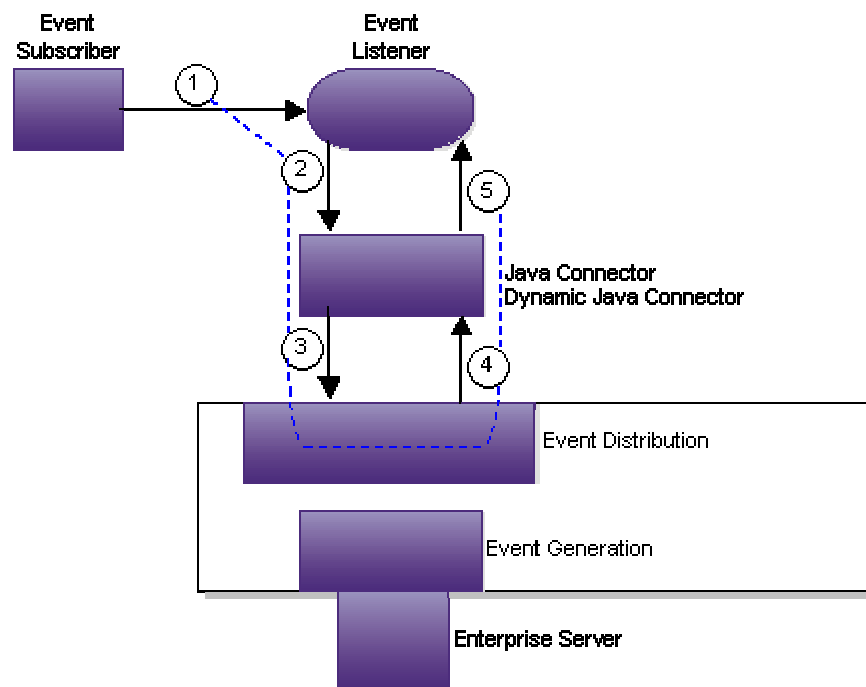 Event
Subscriber
Event
Listener
1
2
5
Java Connector
Dynamic Java Connector
3
4
Event Distribution
Event Generation
Enterprise Server